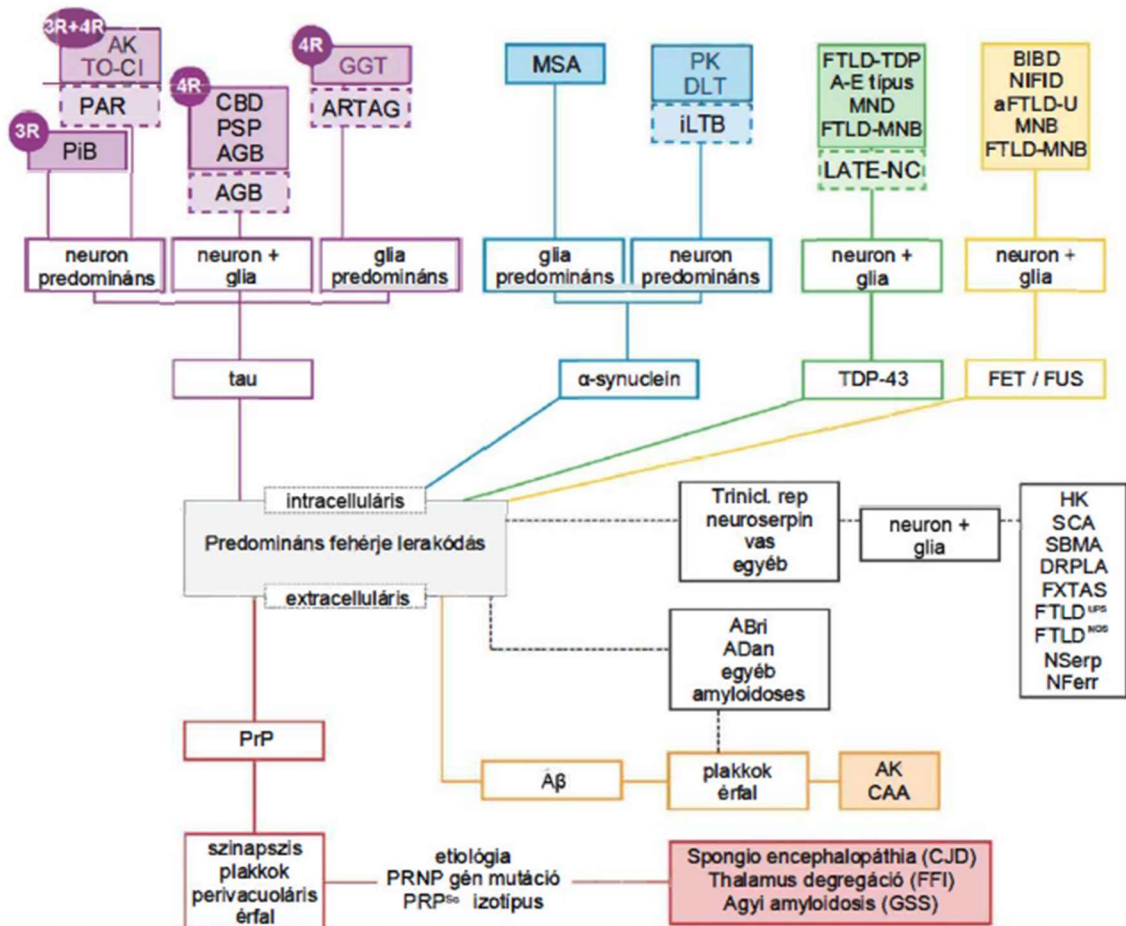 3R+4R
AK
TO-CI
PAR
3R
PiB
4R
CBD
PSP
AGB
AGB
4R
GGT
ARTAG
MSA
PK
DLT
iLTB
FTLD-TDP
A-E típus
MND
FTLD-MNB
LATE-NC
BIBD
NIFID
aFTLD-U
MNB
FTLD-MNB
neuron
predomináns
neuron +
glia
glia
predomináns
glia
predomináns
neuron
predomináns
neuron +
glia
neuron +
glia
tau
α-synuclein
TDP-43
FET / FUS
intracelluláris
Predomináns fehérje lerakódás
extracelluláris
Trinicl. rep
neuroserpin
vas
egyéb
neuron +
glia
HK
SCA
SBMA
DRPLA
FXTAS
FTLD UPS
FTLD NOS
NSerp
NFerr
ABri
ADan
egyéb
amyloidoses
PrP
Áβ
plakkok
érfal
AK
CAA
szinapszis
plakkok
perivacuoláris
érfal
etiológia
PRNP gén mutáció
PRPSc izotípus
Spongio encephalopáthia (CJD)
Thalamus degregáció (FFI)
Agyi amyloidosis (GSS)